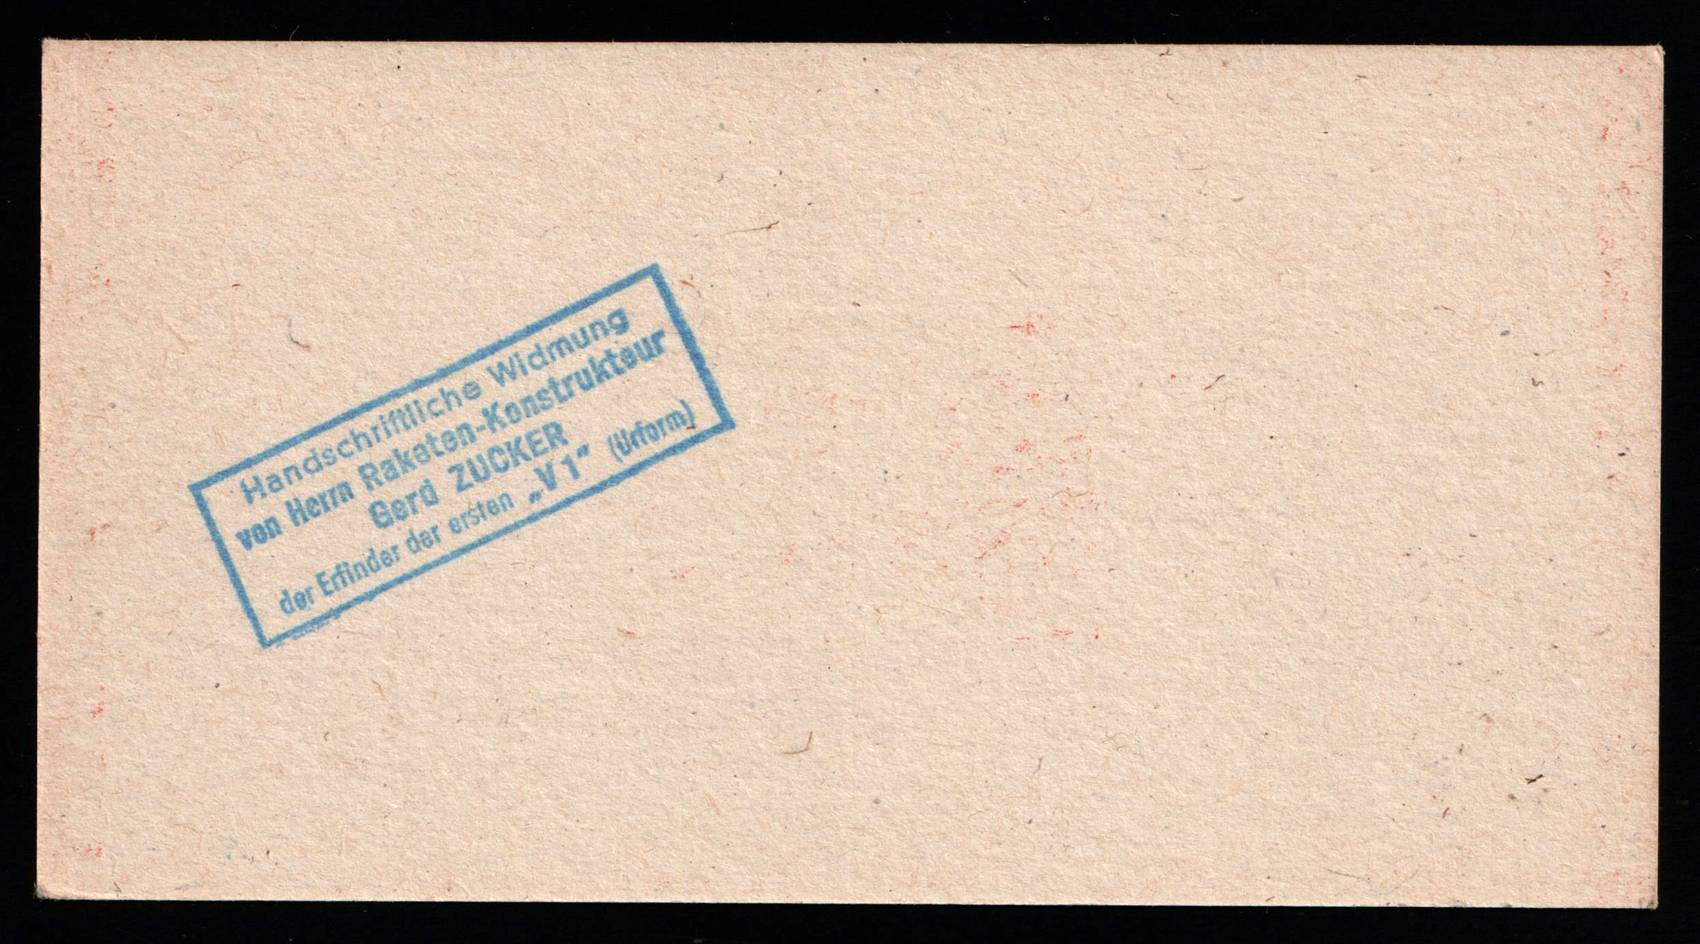 Handschriftliche Widmung
von Herrn Raketen-Konstrukteur
Gerd ZUCKER
der Erfinder der ersten „V1“ (Urform)